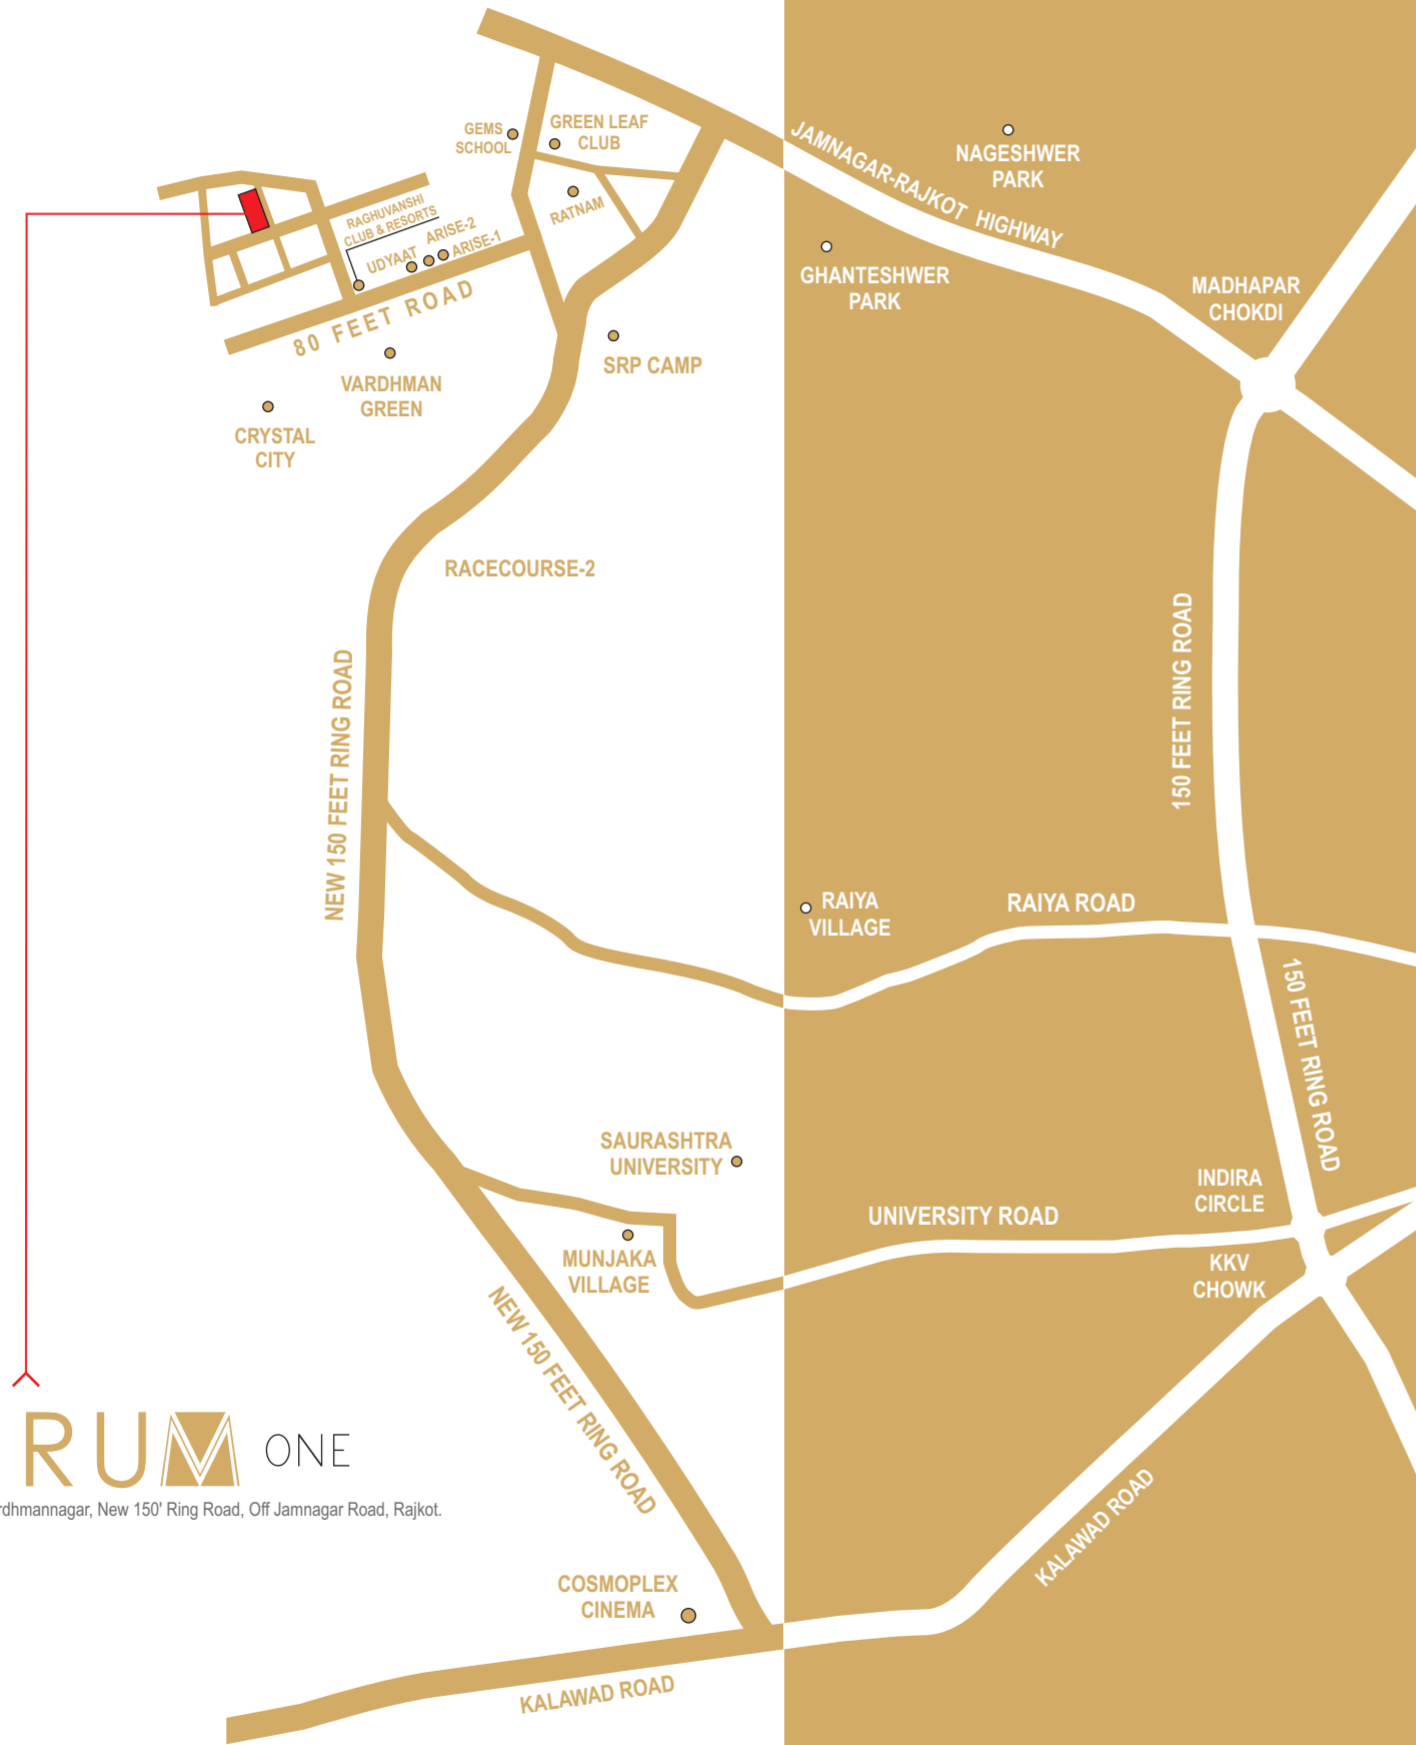 GEMS
SCHOOL
GREEN LEAF
CLUB
RATNAM
JAMNAGAR-RAJKOT HIGHWAY
NAGESHWER
PARK
GHANTESHWER
PARK
MADHAPAR
CHOKDI
RAGHUVANSHI
CLUB & RESORTS
UDYAAT
ARISE-2
ARISE-1
80 FEET ROAD
VARDHMAN
GREEN
CRYSTAL
CITY
SRP CAMP
RACECOURSE-2
NEW 150 FEET RING ROAD
150 FEET RING ROAD
RAIYA
VILLAGE
RAIYA ROAD
150 FEET RING ROAD
SAURASHTRA
UNIVERSITY
MUNJAKA
VILLAGE
UNIVERSITY ROAD
INDIRA
CIRCLE
KKV
CHOWK
NEW 150 FEET RING ROAD
RUM ONE
rdhmannagar, New 150' Ring Road, Off Jamnagar Road, Rajkot.
COSMOPLEX
CINEMA
KALAWAD ROAD
KALAWAD ROAD